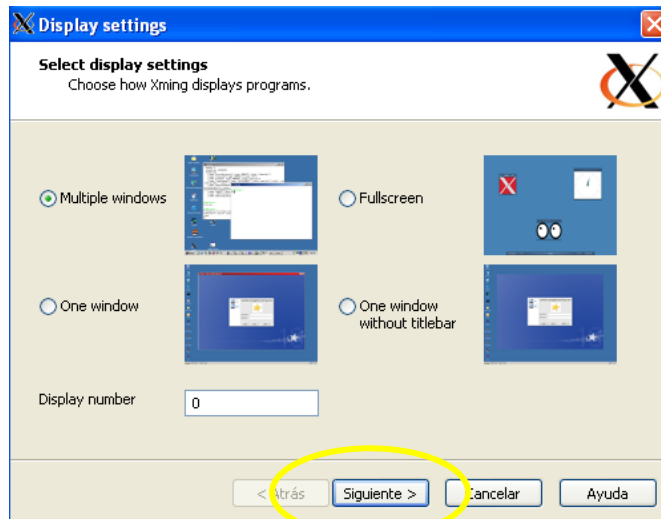 Display settings
Select display settings
Choose how Xming displays programs.
Multiple windows
Fullscreen
One window
One window
without titlebar
Display number
0
< Atrás
Siguiente >
Cancelar
Ayuda